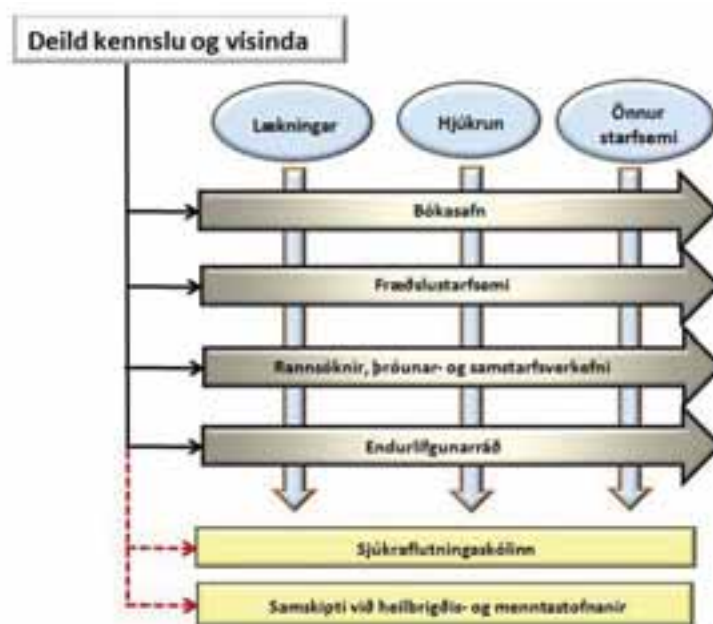 Deild kennslu og vísinda
Lækningar
Hjúkrun
Önnur
starfsemi
Bókasafn
Fræðslustarfsemi
Rannsóknir, þróunar- og samstarfsverkefni
Endurlífgunarráð
Sjúkraflutningaskólinn
Samskipti við heilbrigðis- og menntastofnanir